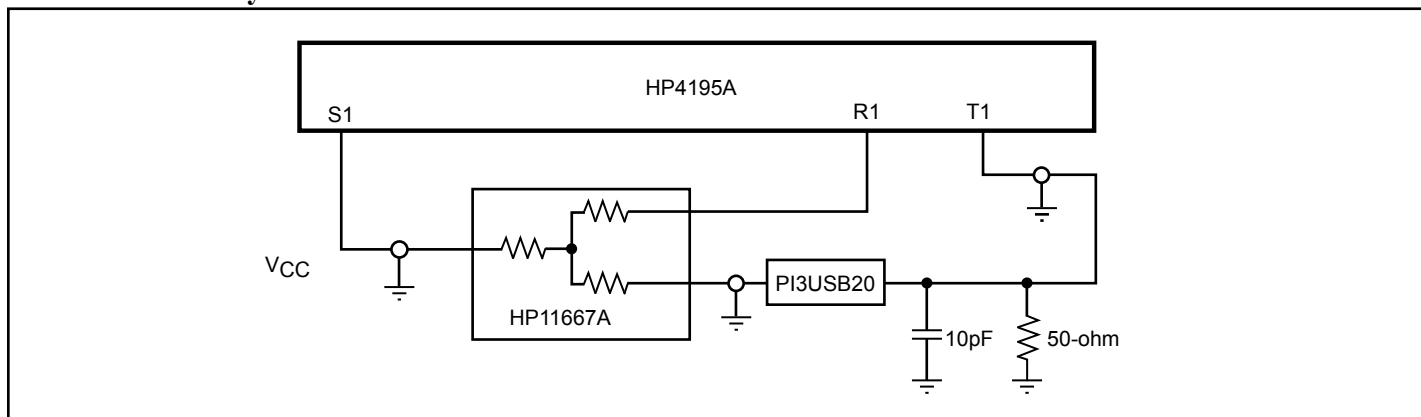 HP4195A
S1
R1
T1
VCC
HP11667A
PI3USB20
10pF
50-ohm